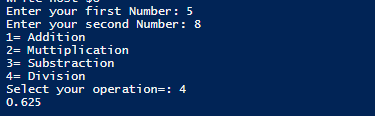 Enter your first Number: 5
Enter your second Number: 8
1= Addition
2= Muttiplication
3= Substraction
4= Division
Select your operation=: 4
0.625